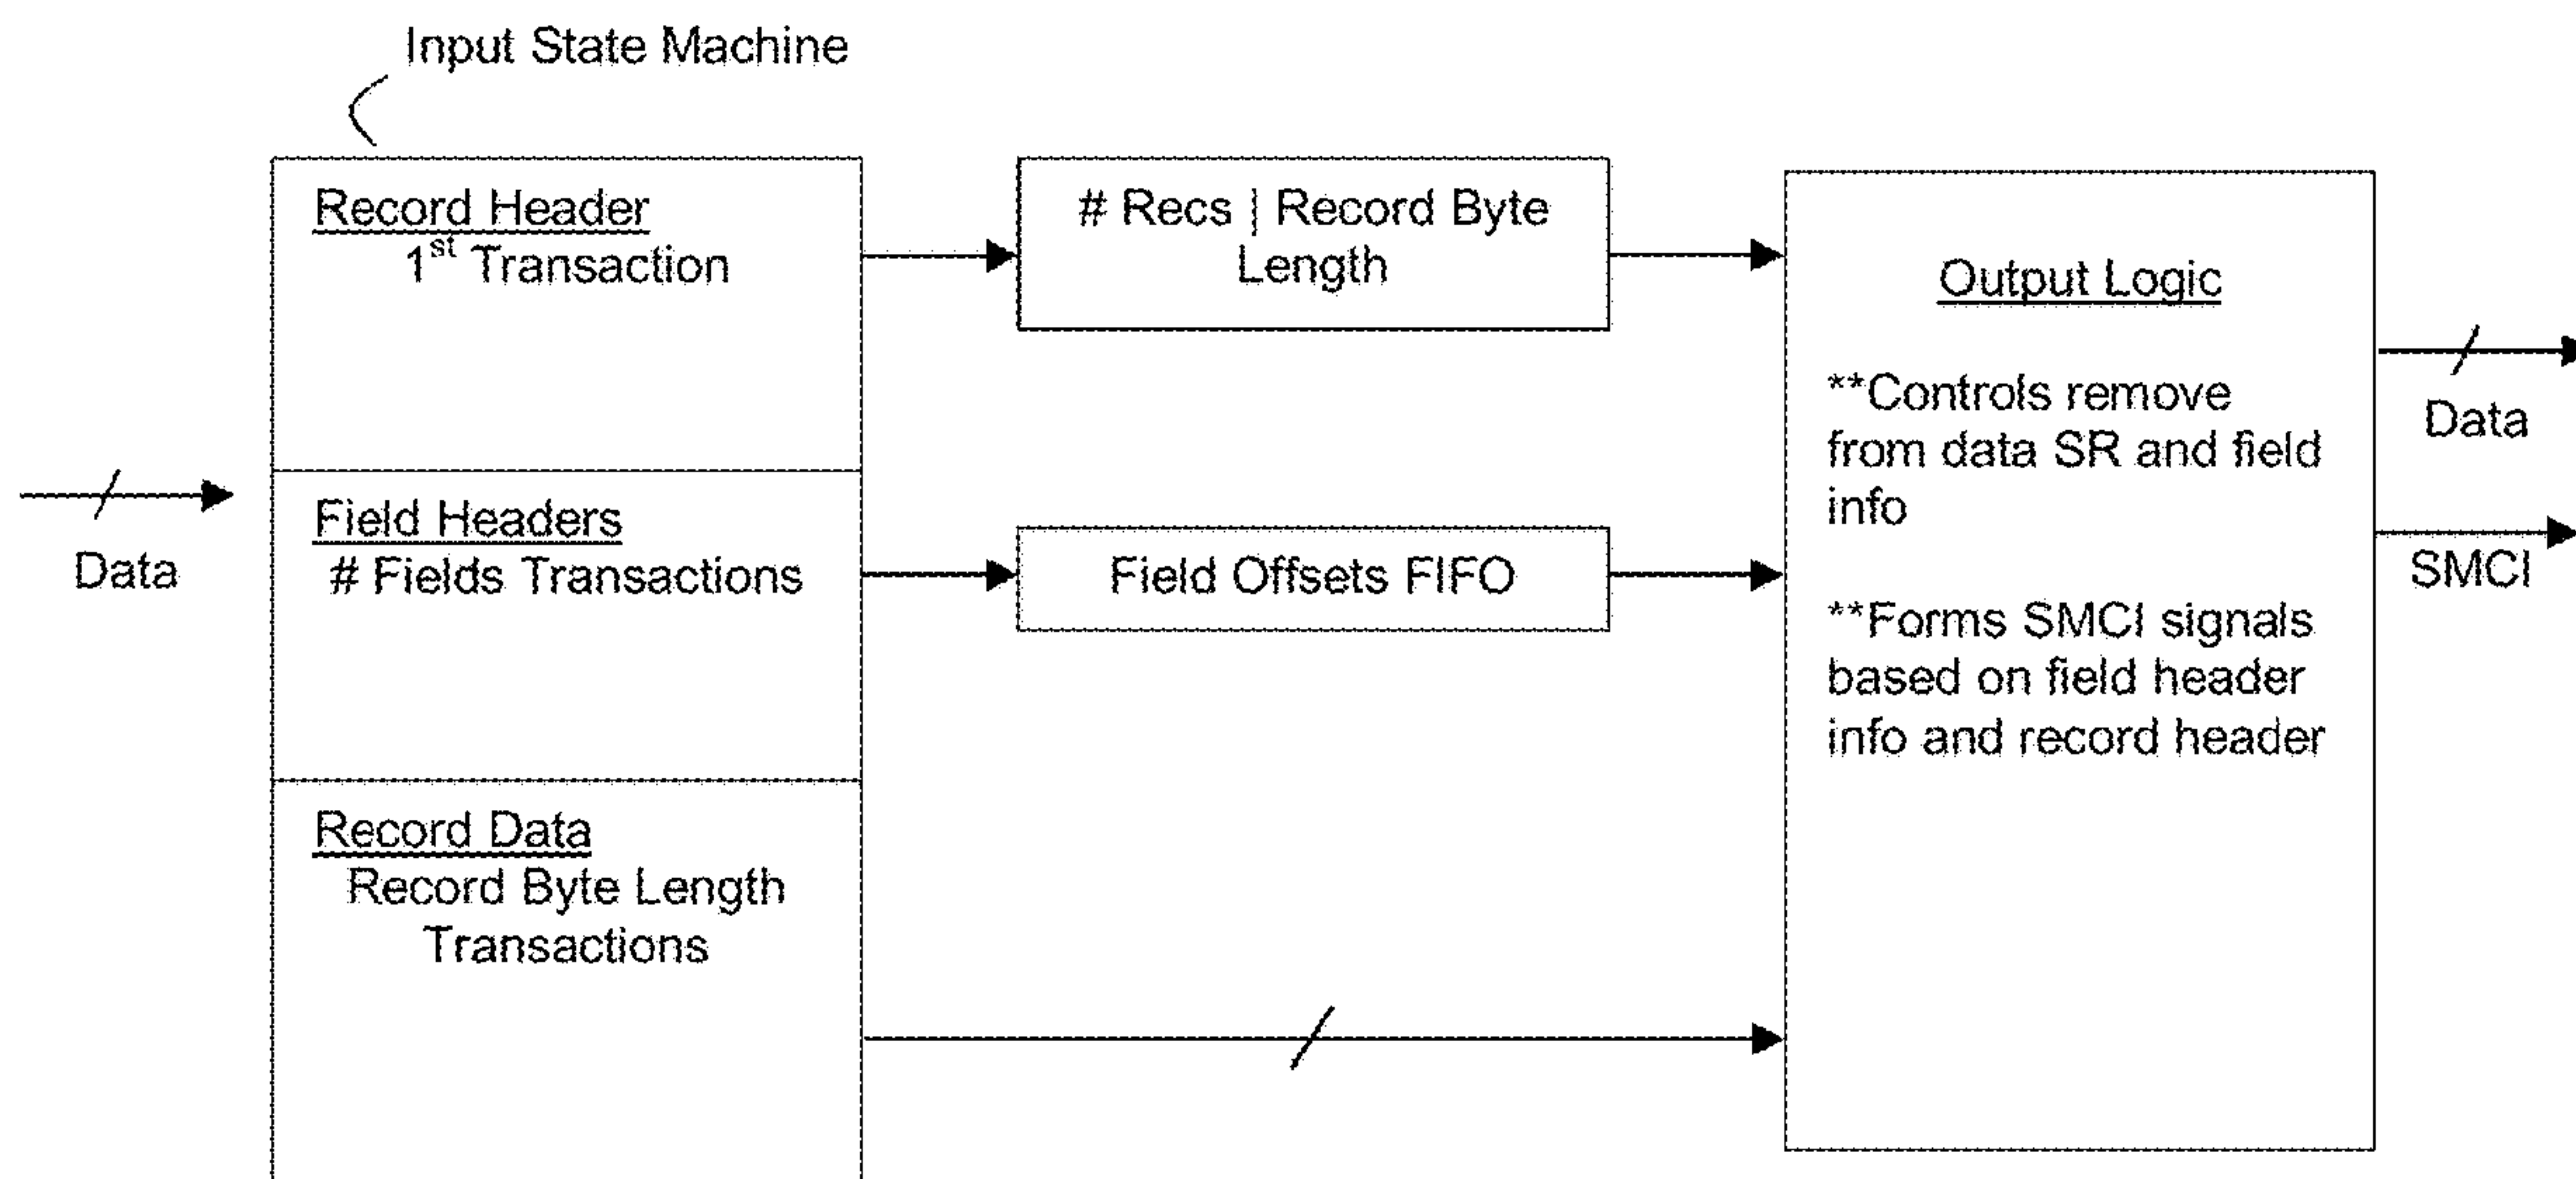 Input State Machine
Record Header
1st Transaction
# Recs | Record Byte
Length
Output Logic
**Controls remove
from data SR and field
info
**Forms SMCI signals
based on field header
info and record header
Data
SMCI
Data
Field Headers
# Fields Transactions
Field Offsets FIFO
Record Data
Record Byte Length
Transactions